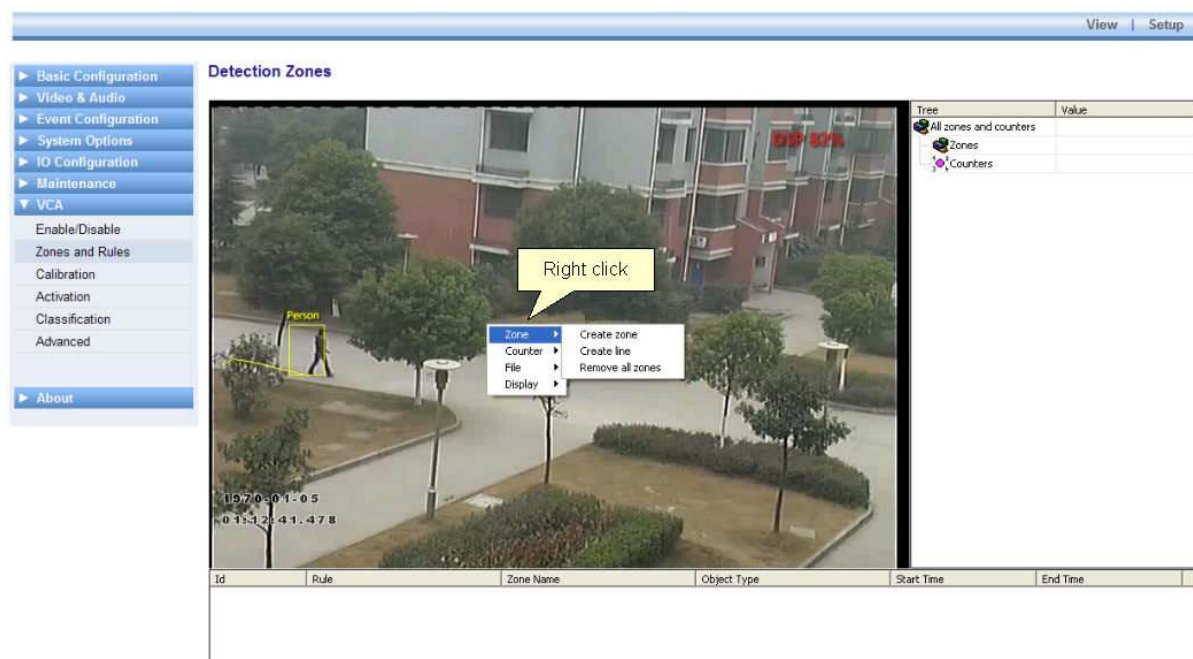 View | Setup
Basic Configuration
Video & Audio
Event Configuration
System Options
IO Configuration
Maintenance
VCA
Enable/Disable
Zones and Rules
Calibration
Activation
Classification
Advanced
About
Detection Zones
DSP 82%
Right click
Person
Zone
Counter
File
Display
Create zone
Create line
Remove all zones
1970-01-05
01:12:41.478
Tree Value
All zones and counters
Zones
Counters
Id Rule Zone Name Object Type Start Time End Time